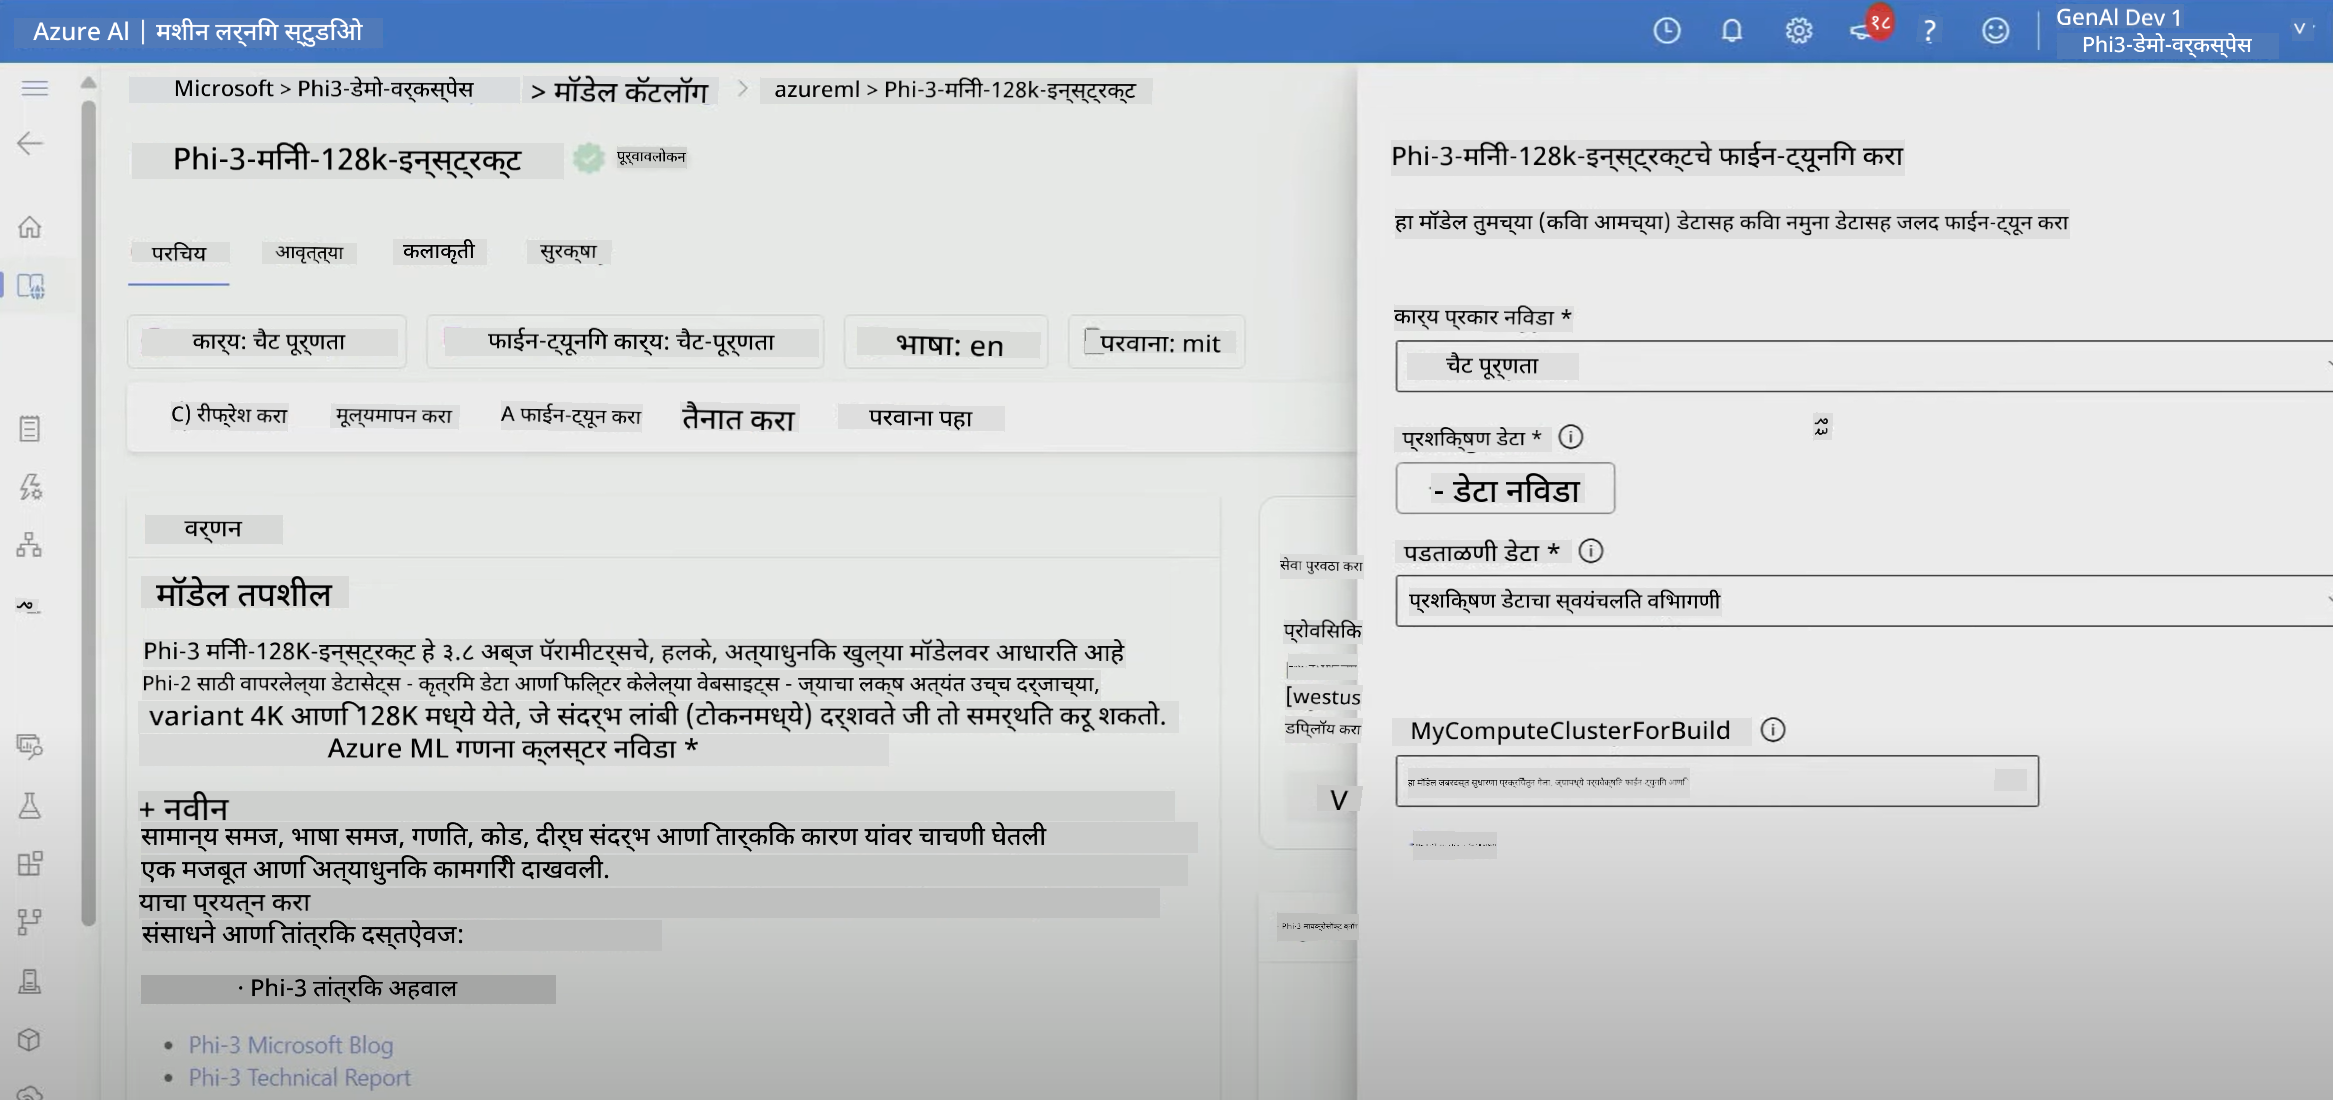 Azure AI | मशीन लर्निंग स्टुडिओ
१८
?
GenAI Dev 1
Phi3-डेमो-वर्कस्पेस
Microsoft > Phi3-डेमो-वर्कस्पेस > मॉडेल कॅटलॉग > azureml > Phi-3-मिनी-128k-इन्स्ट्रक्ट
Phi-3-मिनी-128k-इन्स्ट्रक्ट
पूर्वावलोकन
परिचय
आवृत्त्या
कलाकृती
सुरक्षा
कार्य: चैट पूर्णता
फाईन-ट्यूनिंग कार्य: चैट-पूर्णता
भाषा: en
परवाना: mit
C) रीफ्रेश करा
मूल्यमापन करा
A फाईन-ट्यून करा
तैनात करा
परवाना पहा
वर्णन
मॉडेल तपशील
Phi-3 मिनी-128K-इन्स्ट्रक्ट हे ३.८ अब्ज पॅरामीटर्सचे, हलके, अत्याधुनिक खुल्या मॉडेलवर आधारित आहे
Phi-2 साठी वापरलेल्या डेटासेट्स - कृत्रिम डेटा आणि फिल्टर केलेल्या वेबसाइट्स - ज्याचा लक्ष अत्यंत उच्च दर्जाच्या,
variant 4K आणि 128K मध्ये येते, जे संदर्भ लांबी (टोकनमध्ये) दर्शवते जी तो समर्थित करू शकतो.
Azure ML गणना क्लस्टर निवडा *
+ नवीन
सामान्य समज, भाषा समज, गणित, कोड, दीर्घ संदर्भ आणि तार्किक कारण यांवर चाचणी घेतली
एक मजबूत आणि अत्याधुनिक कामगिरी दाखवली.
याचा प्रयत्न करा
संसाधने आणि तांत्रिक दस्तऐवज:
· Phi-3 तांत्रिक अहवाल
• Phi-3 Microsoft Blog
• Phi-3 Technical Report
सेवा पुरवठा करा
प्रोविसिंक
[westus
डिप्लॉय करा
V
Phi-3-मिनी-128k-इन्स्ट्रक्टचे फाईन-ट्यूनिंग करा
हा मॉडेल तुमच्या (किंवा आमच्या) डेटासह किंवा नमुना डेटासह जलद फाईन-ट्यून करा
कार्य प्रकार निवडा *
चैट पूर्णता
प्रशिक्षण डेटा *
- डेटा निवडा
पडताळणी डेटा *
प्रशिक्षण डेटाचा स्वयंचलित विभागणी
MyComputeClusterForBuild